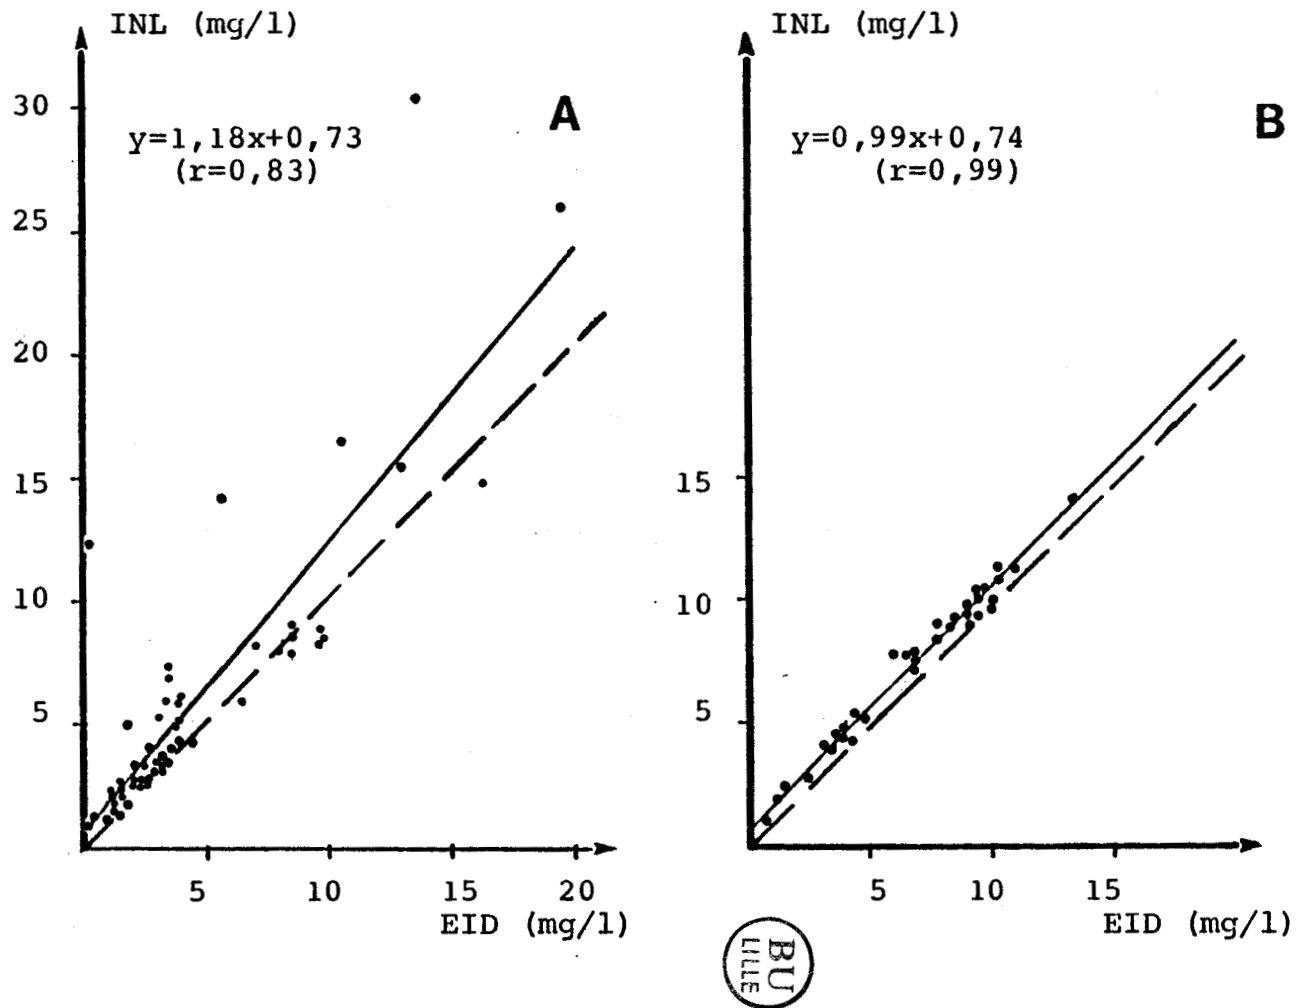 INL (mg/l)
A
y=1,18x+0,73
(r=0,83)
30
25
20
15
10
5
5 10 15 20
EID (mg/l)
INL (mg/l)
B
y=0,99x+0,74
(r=0,99)
15
10
5
5 10 15
EID (mg/l)
BU
LILLE